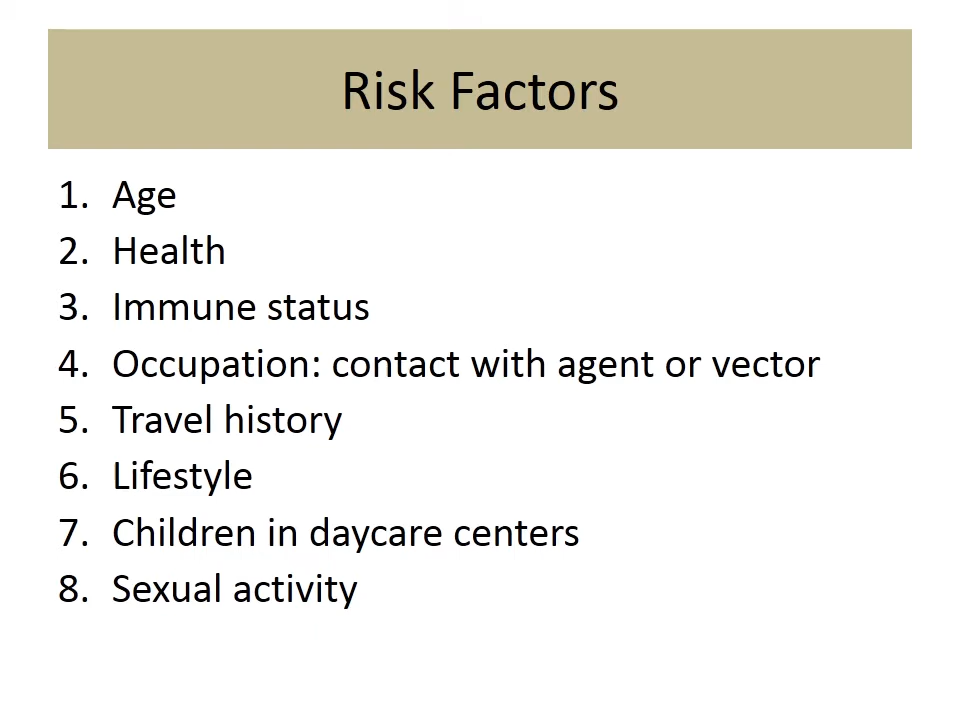 Risk Factors
1. Age
2. Health
3. Immune status
4. Occupation: contact with agent or vector
5. Travel history
6. Lifestyle
7. Children in daycare centers
8. Sexual activity